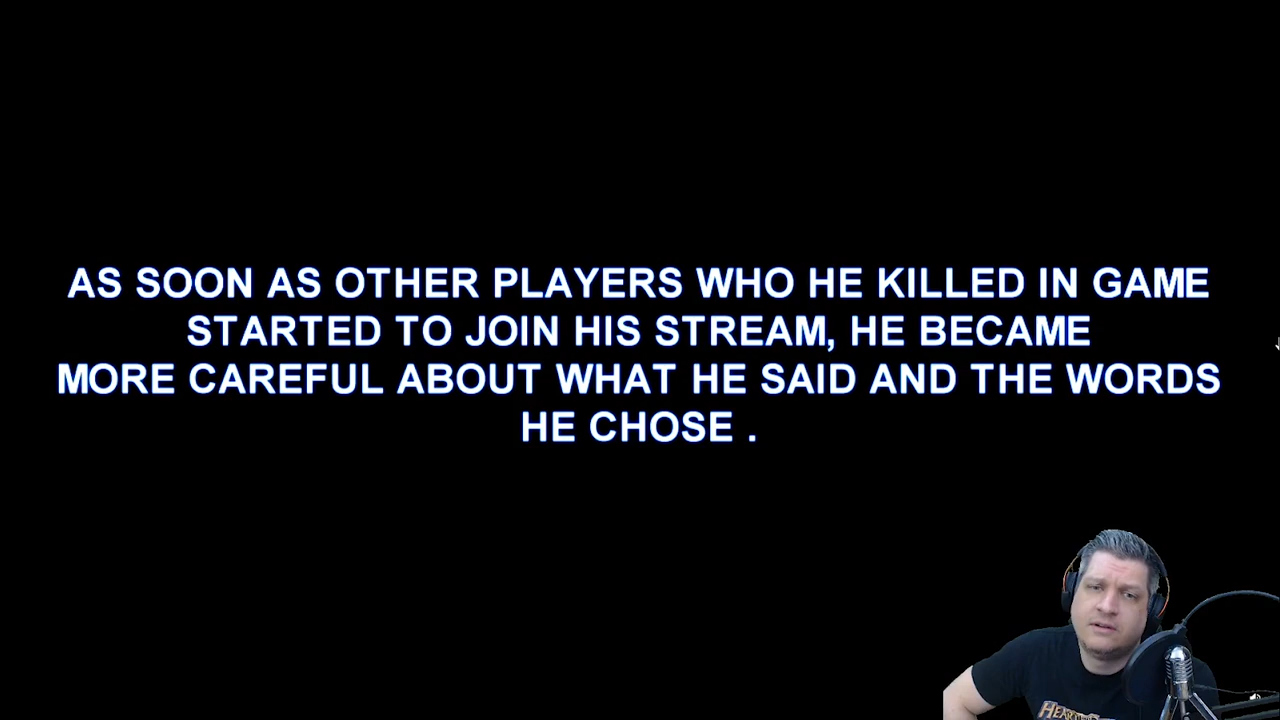 AS SOON AS OTHER PLAYERS WHO HE KILLED IN GAME
STARTED TO JOIN HIS STREAM, HE BECAME
MORE CAREFUL ABOUT WHAT HE SAID AND THE WORDS
HE CHOSE .